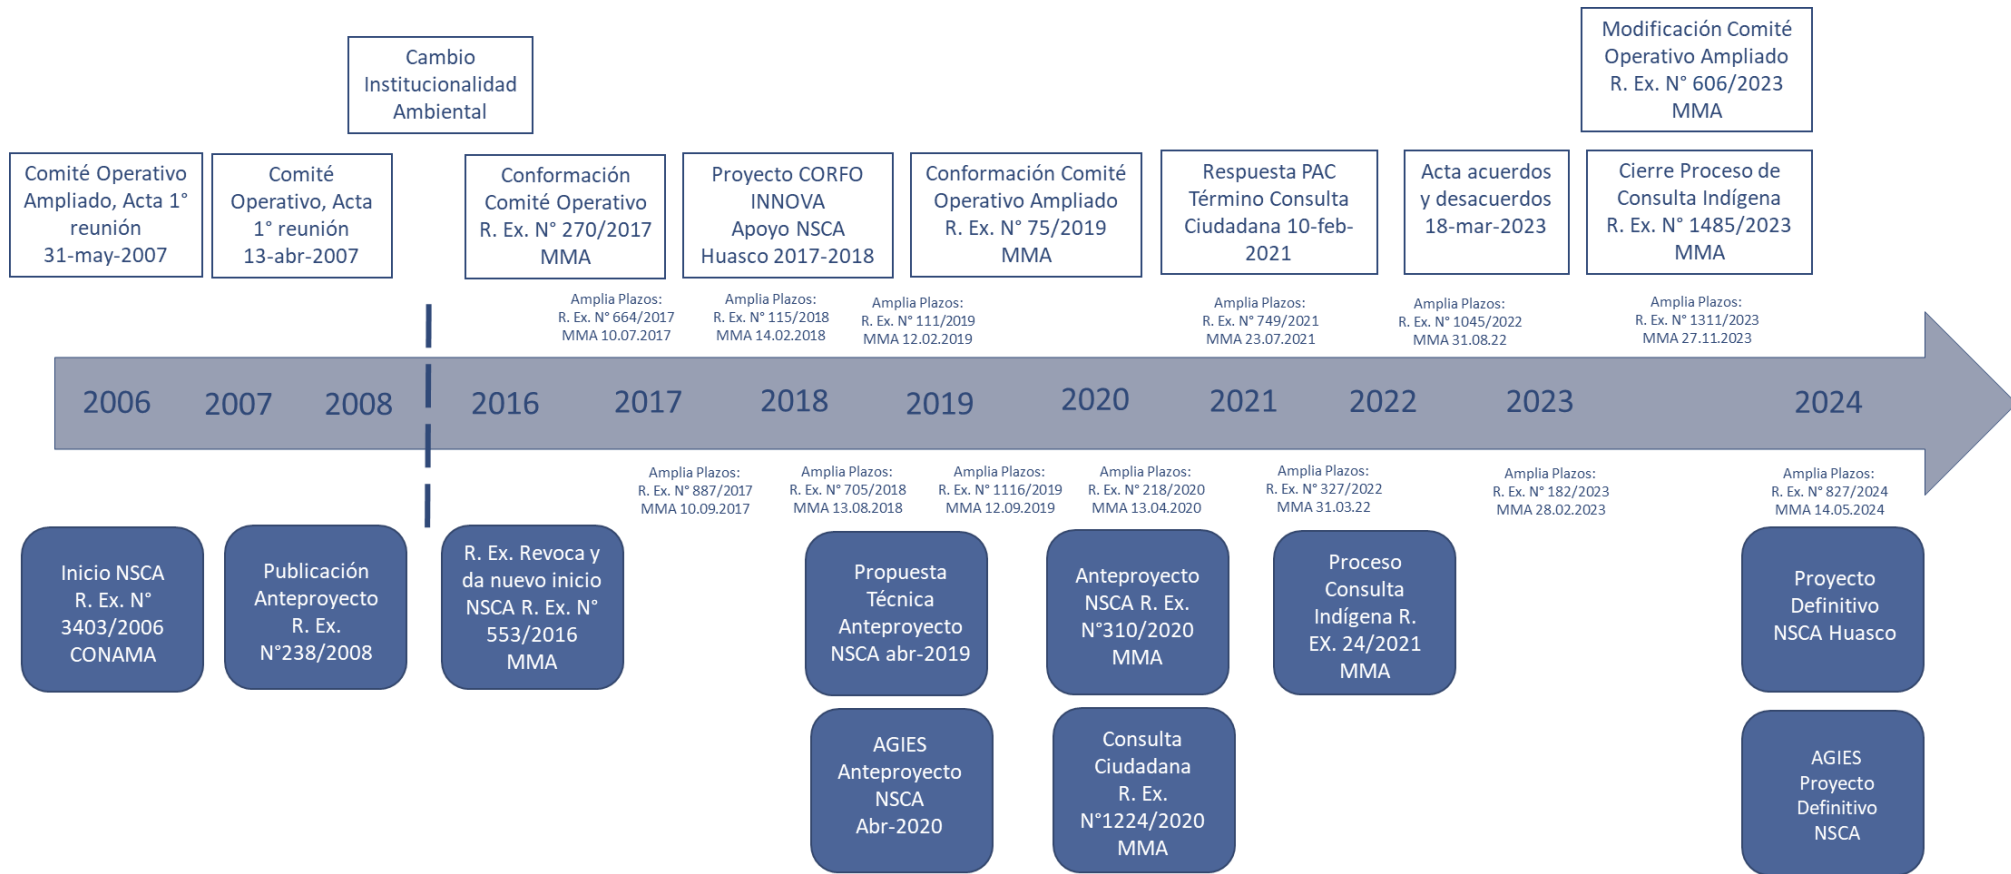 Cambio
Institucionalidad
Ambiental
Modificación Comité
Operativo Ampliado
R. Ex. N° 606/2023
MMA
Comité Operativo
Ampliado, Acta 1°
reunión
31-may-2007
Comité
Operativo, Acta
1° reunión
13-abr-2007
Conformación
Comité Operativo
R. Ex. N° 270/2017
MMA
Proyecto CORFO
INNOVA
Apoyo NSCA
Huasco 2017-2018
Conformación Comité
Operativo Ampliado
R. Ex. N° 75/2019
MMA
Respuesta PAC
Término Consulta
Ciudadana 10-feb-
2021
Acta acuerdos
y desacuerdos
18-mar-2023
Cierre Proceso de
Consulta Indígena
R. Ex. N° 1485/2023
MMA
Amplia Plazos:
R. Ex. N° 664/2017
MMA 10.07.2017
Amplia Plazos:
R. Ex. N° 115/2018
MMA 14.02.2018
Amplia Plazos:
R. Ex. N° 111/2019
MMA 12.02.2019
Amplia Plazos:
R. Ex. N° 749/2021
MMA 23.07.2021
Amplia Plazos:
R. Ex. N° 1045/2022
MMA 31.08.22
Amplia Plazos:
R. Ex. N° 1311/2023
MMA 27.11.2023
2006
2007
2008
2016
2017
2018
2019
2020
2021
2022
2023
2024
Amplia Plazos:
R. Ex. N° 887/2017
MMA 10.09.2017
Amplia Plazos:
R. Ex. N° 705/2018
MMA 13.08.2018
Amplia Plazos:
R. Ex. N° 1116/2019
MMA 12.09.2019
Amplia Plazos:
R. Ex. N° 218/2020
MMA 13.04.2020
Amplia Plazos:
R. Ex. N° 327/2022
MMA 31.03.22
Amplia Plazos:
R. Ex. N° 182/2023
MMA 28.02.2023
Amplia Plazos:
R. Ex. N° 827/2024
MMA 14.05.2024
Inicio NSCA
R. Ex. N°
3403/2006
CONAMA
Publicación
Anteproyecto
R. Ex.
N°238/2008
R. Ex. Revoca y
da nuevo inicio
NSCA R. Ex. N°
553/2016
MMA
Propuesta
Técnica
Anteproyecto
NSCA abr-2019
Anteproyecto
NSCA R. Ex.
N°310/2020
MMA
Proceso
Consulta
Indígena R.
EX. 24/2021
MMA
Proyecto
Definitivo
NSCA Huasco
AGIES
Anteproyecto
NSCA
Abr-2020
Consulta
Ciudadana
R. Ex.
N°1224/2020
MMA
AGIES
Proyecto
Definitivo
NSCA